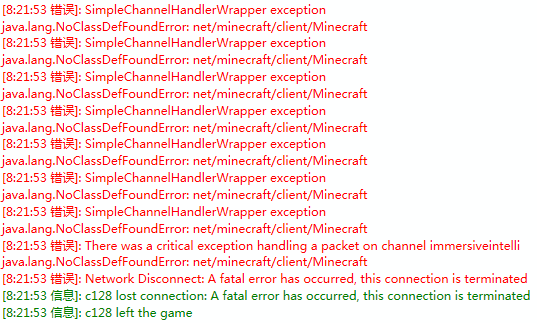 [8:21:53 错误]: SimpleChannelHandlerWrapper exception
java.lang.NoClassDefFoundError: net/minecraft/client/Minecraft
[8:21:53 错误]: SimpleChannelHandlerWrapper exception
java.lang.NoClassDefFoundError: net/minecraft/client/Minecraft
[8:21:53 错误]: SimpleChannelHandlerWrapper exception
java.lang.NoClassDefFoundError: net/minecraft/client/Minecraft
[8:21:53 错误]: SimpleChannelHandlerWrapper exception
java.lang.NoClassDefFoundError: net/minecraft/client/Minecraft
[8:21:53 错误]: SimpleChannelHandlerWrapper exception
java.lang.NoClassDefFoundError: net/minecraft/client/Minecraft
[8:21:53 错误]: SimpleChannelHandlerWrapper exception
java.lang.NoClassDefFoundError: net/minecraft/client/Minecraft
[8:21:53 错误]: SimpleChannelHandlerWrapper exception
java.lang.NoClassDefFoundError: net/minecraft/client/Minecraft
[8:21:53 错误]: There was a critical exception handling a packet on channel immersiveintelli
java.lang.NoClassDefFoundError: net/minecraft/client/Minecraft
[8:21:53 错误]: Network Disconnect: A fatal error has occurred, this connection is terminated
[8:21:53 信息]: c128 lost connection: A fatal error has occurred, this connection is terminated
[8:21:53 信息]: c128 left the game